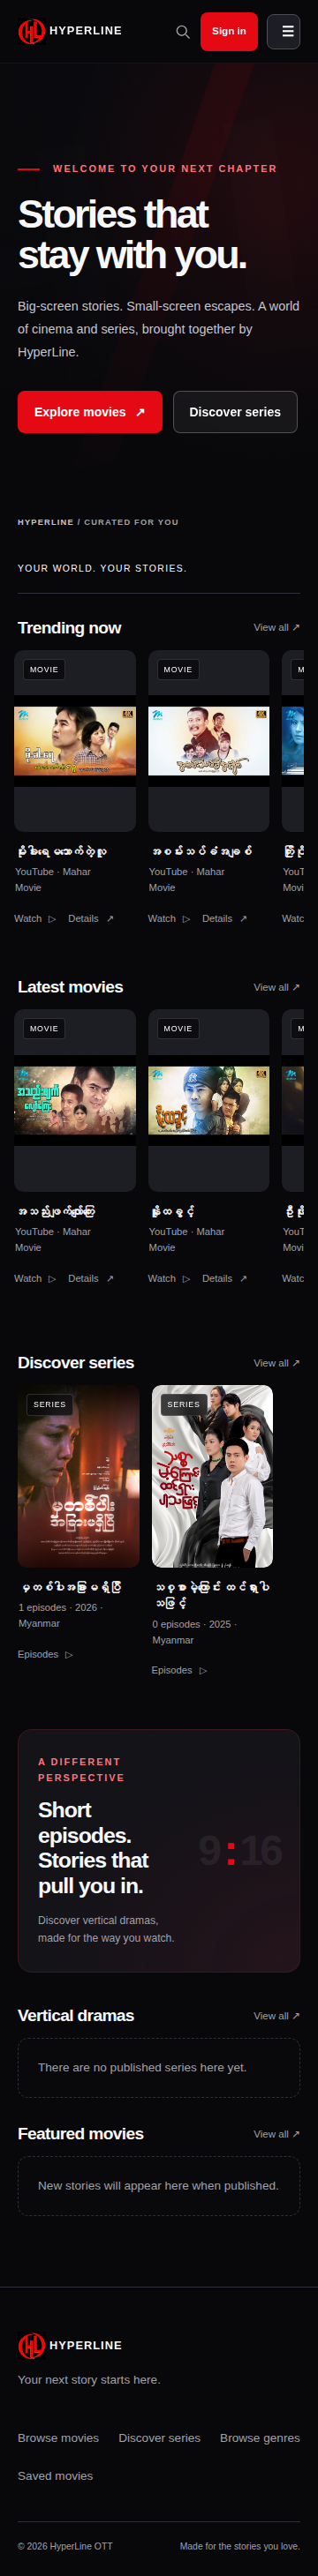 HYPERLINE
Sign in
WELCOME TO YOUR NEXT CHAPTER
Stories that
stay with you.
Big-screen stories. Small-screen escapes. A world
of cinema and series, brought together by
HyperLine.
Explore movies ↗
Discover series
HYPERLINE / CURATED FOR YOU
YOUR WORLD. YOUR STORIES.
Trending now
View all ↗
MOVIE
MOVIE
4K
4K
YouTube · Mahar
Movie
YouTube · Mahar
Movie
Watch ▷ Details ↗
Watch ▷ Details ↗
Latest movies
View all ↗
MOVIE
MOVIE
4K
YouTube · Mahar
Movie
YouTube · Mahar
Movie
Watch ▷ Details ↗
Watch ▷ Details ↗
Discover series
View all ↗
SERIES
SERIES
1 episodes · 2026 ·
Myanmar
0 episodes · 2025 ·
Myanmar
Episodes ▷
Episodes ▷
A DIFFERENT
PERSPECTIVE
Short
episodes.
Stories that
pull you in.
9:16
Discover vertical dramas,
made for the way you watch.
Vertical dramas
View all ↗
There are no published series here yet.
Featured movies
View all ↗
New stories will appear here when published.
HYPERLINE
Your next story starts here.
Browse movies
Discover series
Browse genres
Saved movies
© 2026 HyperLine OTT
Made for the stories you love.